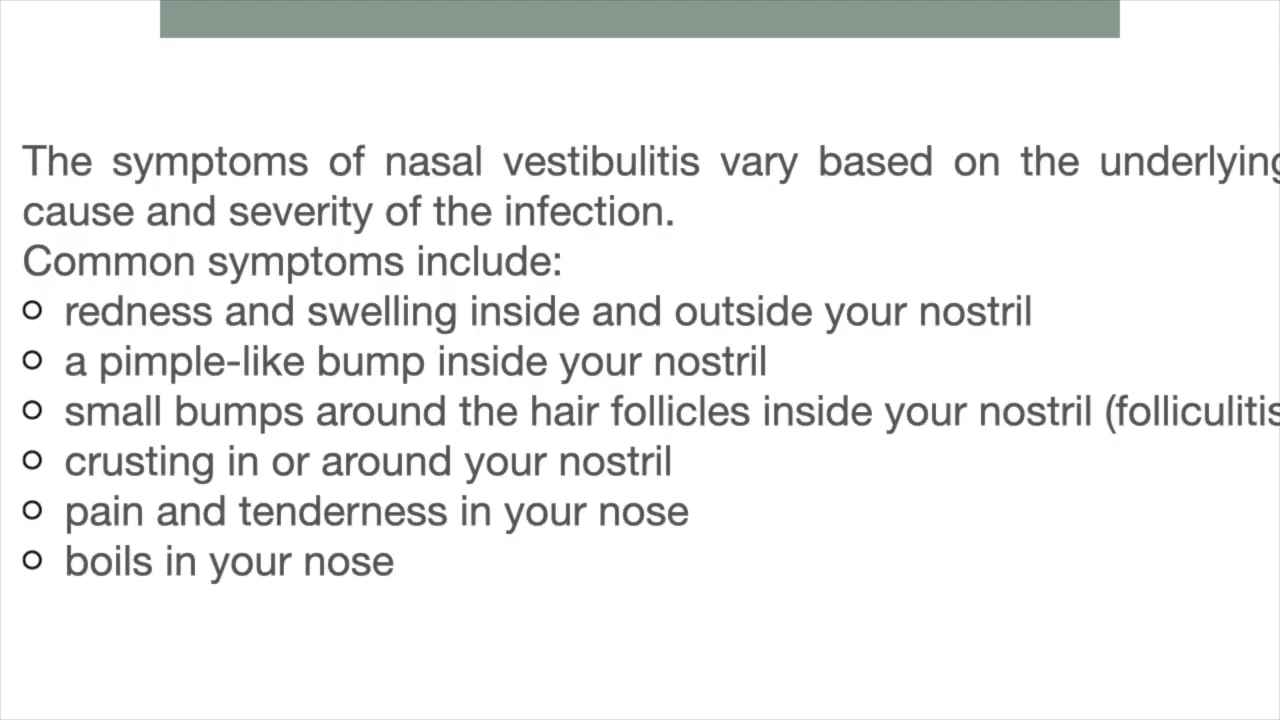 The symptoms of nasal vestibulitis vary based on the underlying
cause and severity of the infection.
Common symptoms include:
redness and swelling inside and outside your nostril
a pimple-like bump inside your nostril
small bumps around the hair follicles inside your nostril (folliculitis
crusting in or around your nostril
pain and tenderness in your nose
boils in your nose